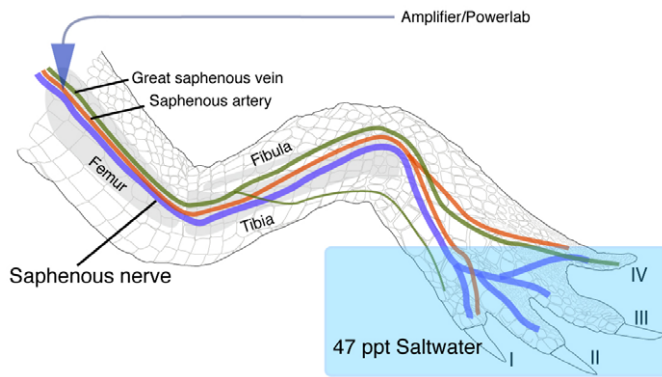 Amplifier/Powerlab
Great saphenous vein
Saphenous artery
Femur
Fibula
Tibia
Saphenous nerve
IV
III
47 ppt Saltwater
I
II